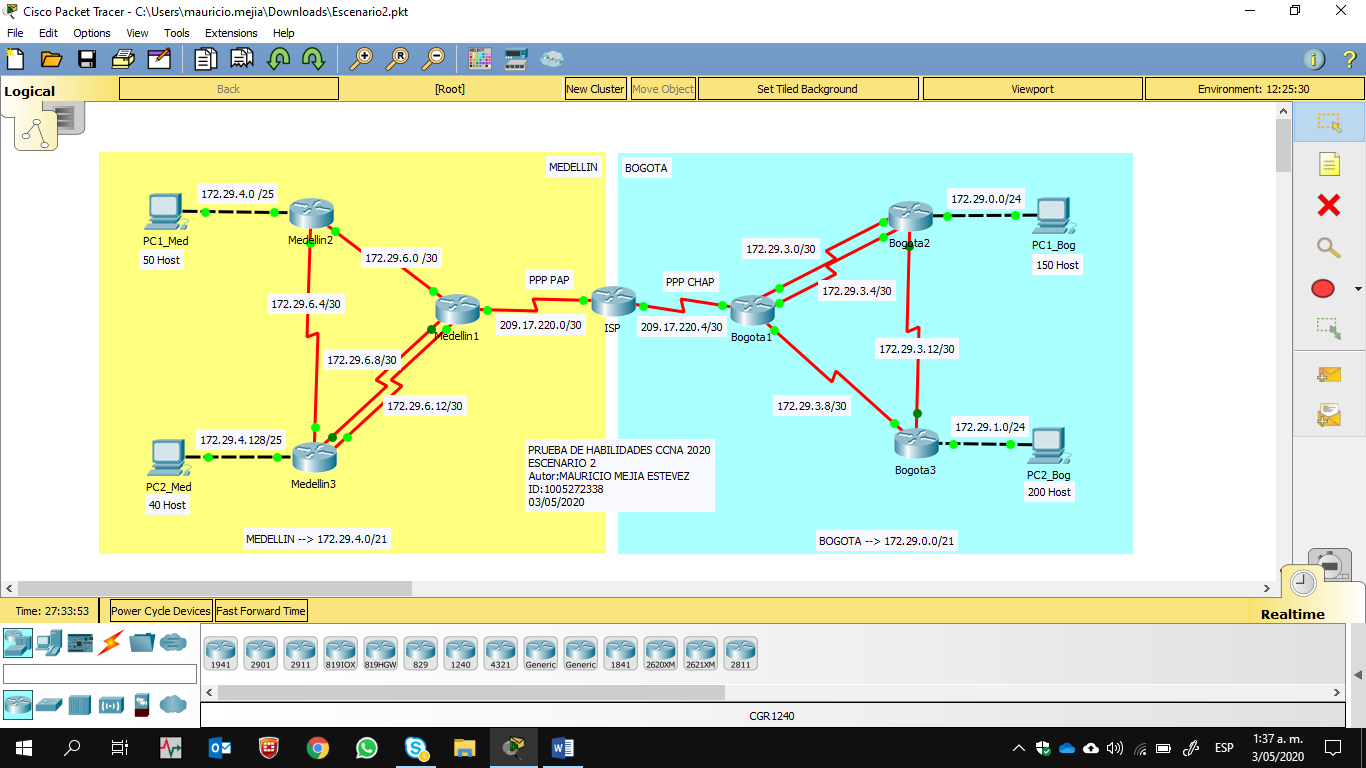 Cisco Packet Tracer - C:\Users\mauricio.mejia\Downloads\Escenario2.pkt
File Edit Options View Tools Extensions Help
Logical
Back
[Root]
New Cluster
Move Object
Set Tiled Background
Viewport
Environment: 12:25:30
MEDELLIN
BOGOTA
172.29.4.0 /25
172.29.0.0/24
PC1_Med
50 Host
Medellin2
172.29.6.0 /30
172.29.3.0/30
Bogota2
PC1_Bog
150 Host
172.29.6.4/30
PPP PAP
PPP CHAP
172.29.3.4/30
Medellin1
209.17.220.0/30
ISP
209.17.220.4/30
Bogota1
172.29.6.8/30
172.29.3.12/30
172.29.6.12/30
172.29.3.8/30
172.29.4.128/25
172.29.1.0/24
PC2_Med
40 Host
Medellin3
PRUEBA DE HABILIDADES CCNA 2020
ESCENARIO 2
Autor:MAURICIO MEJIA ESTEVEZ
ID:1005272338
03/05/2020
Bogota3
PC2_Bog
200 Host
MEDELLIN --> 172.29.4.0/21
BOGOTA --> 172.29.0.0/21
Time: 27:33:53
Power Cycle Devices
Fast Forward Time
Realtime
1941
2901
2911
819IOX
819HGW
829
1240
4321
Generic
Generic
1841
2620XM
2621XM
2811
CGR1240
ESP
1:37 a. m.
3/05/2020